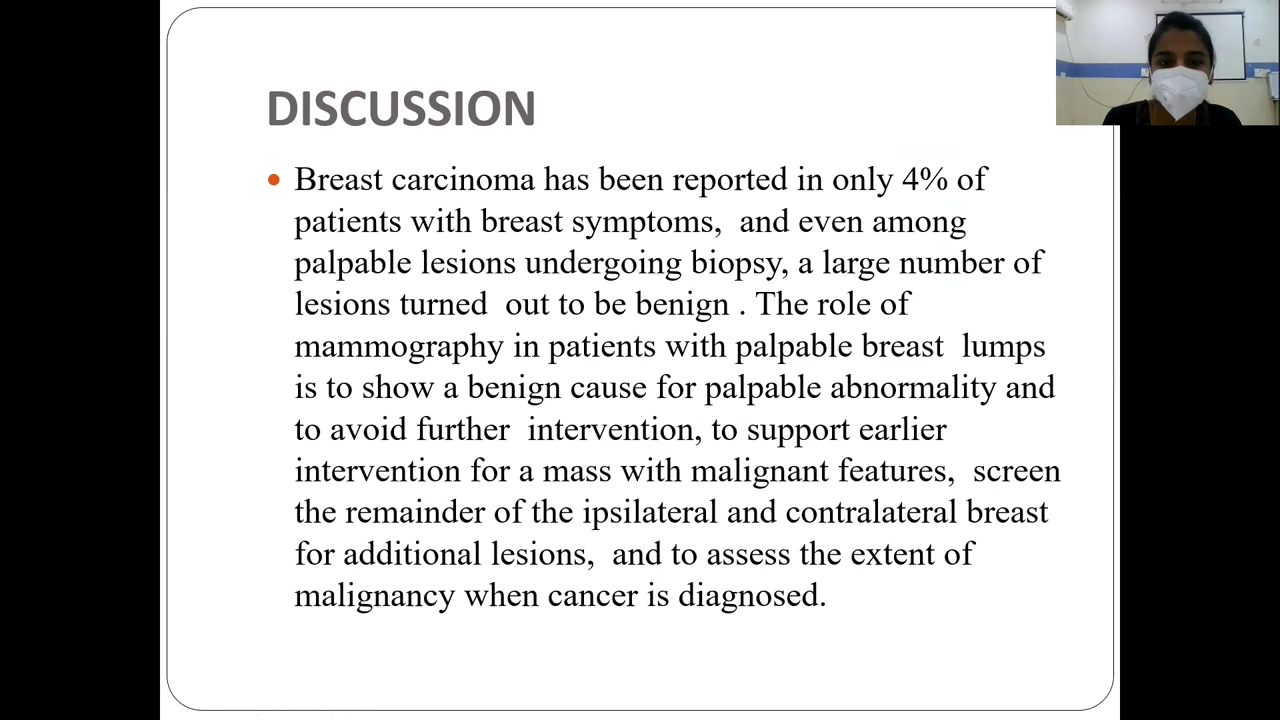 DISCUSSION
• Breast carcinoma has been reported in only 4% of
patients with breast symptoms,  and even among
palpable lesions undergoing biopsy, a large number of
lesions turned  out to be benign . The role of
mammography in patients with palpable breast  lumps
is to show a benign cause for palpable abnormality and
to avoid further  intervention, to support earlier
intervention for a mass with malignant features,  screen
the remainder of the ipsilateral and contralateral breast
for additional lesions,  and to assess the extent of
malignancy when cancer is diagnosed.